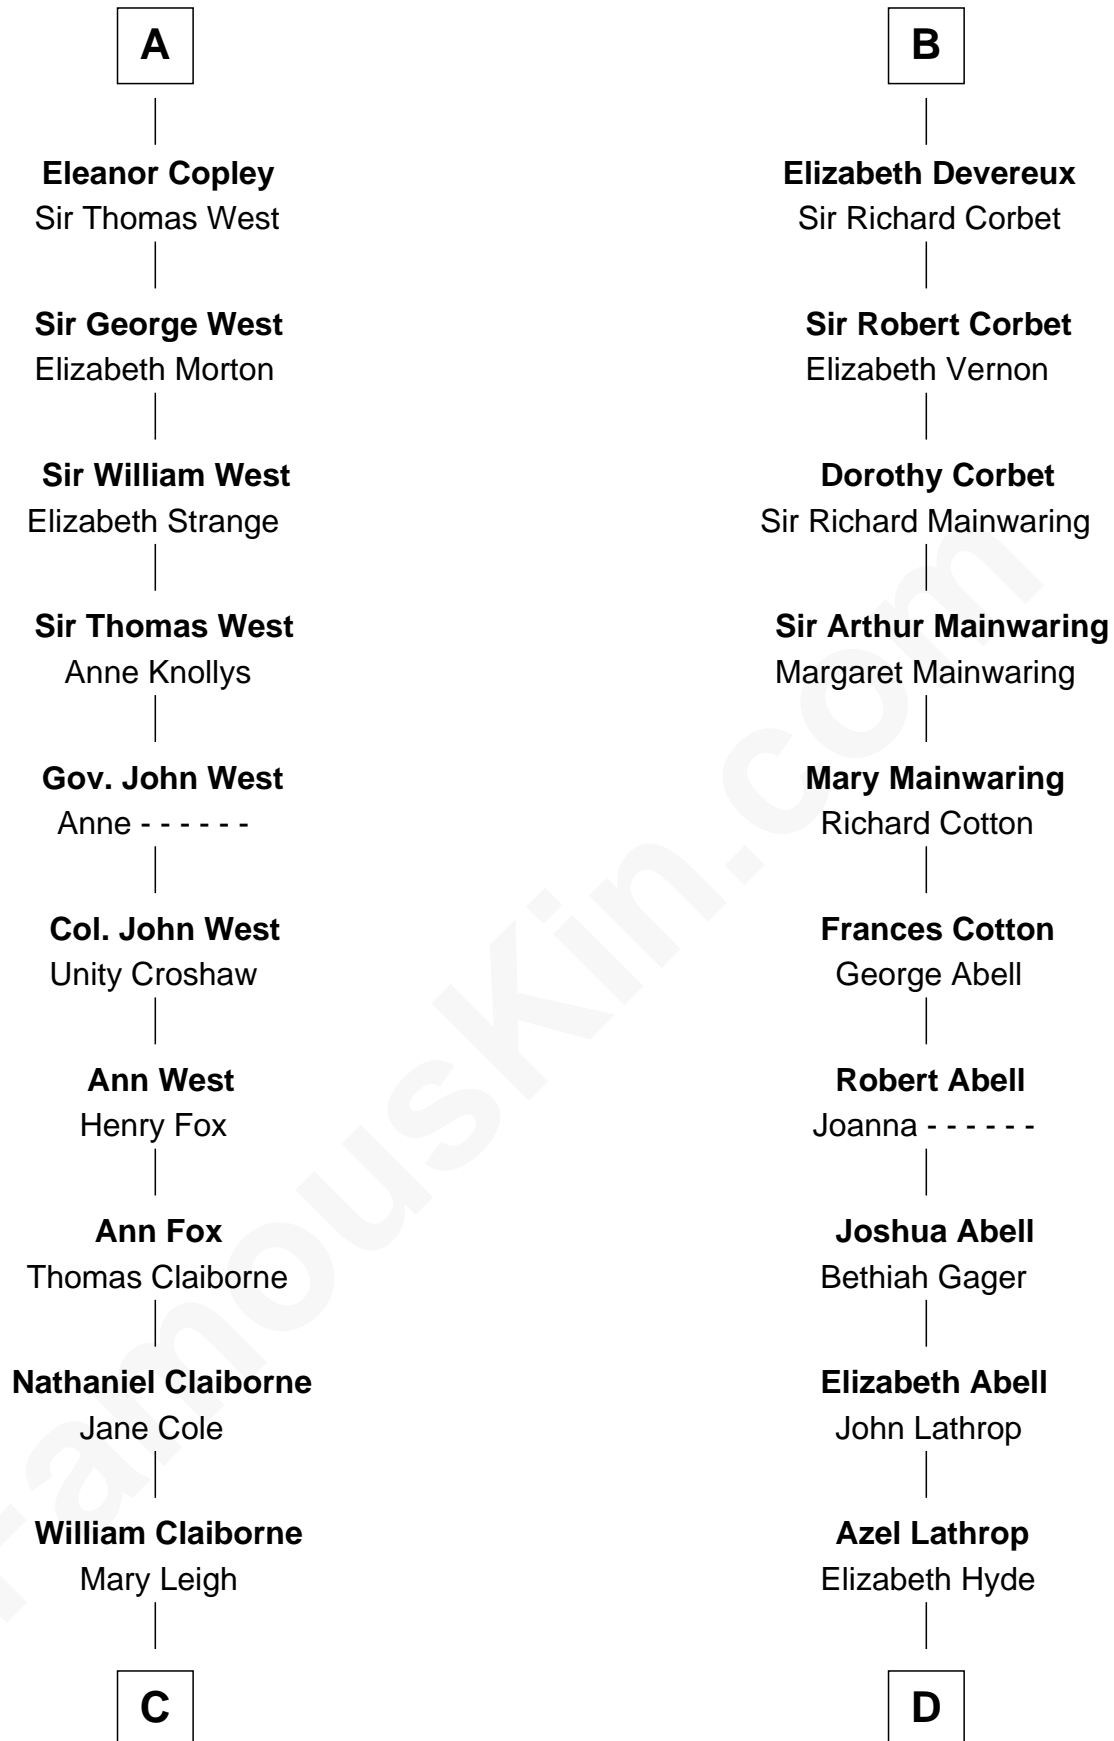 A
Eleanor Copley
Sir Thomas West
Sir George West
Elizabeth Morton
Sir William West
Elizabeth Strange
Sir Thomas West
Anne Knollys
Gov. John West
Anne - - - - - -
Col. John West
Unity Croshaw
Ann West
Henry Fox
Ann Fox
Thomas Claiborne
Nathaniel Claiborne
Jane Cole
William Claiborne
Mary Leigh
C
B
Elizabeth Devereux
Sir Richard Corbet
Sir Robert Corbet
Elizabeth Vernon
Dorothy Corbet
Sir Richard Mainwaring
Sir Arthur Mainwaring
Margaret Mainwaring
Mary Mainwaring
Richard Cotton
Frances Cotton
George Abell
Robert Abell
Joanna - - - - - -
Joshua Abell
Bethiah Gager
Elizabeth Abell
John Lathrop
Azel Lathrop
Elizabeth Hyde
D
FamousKin.com